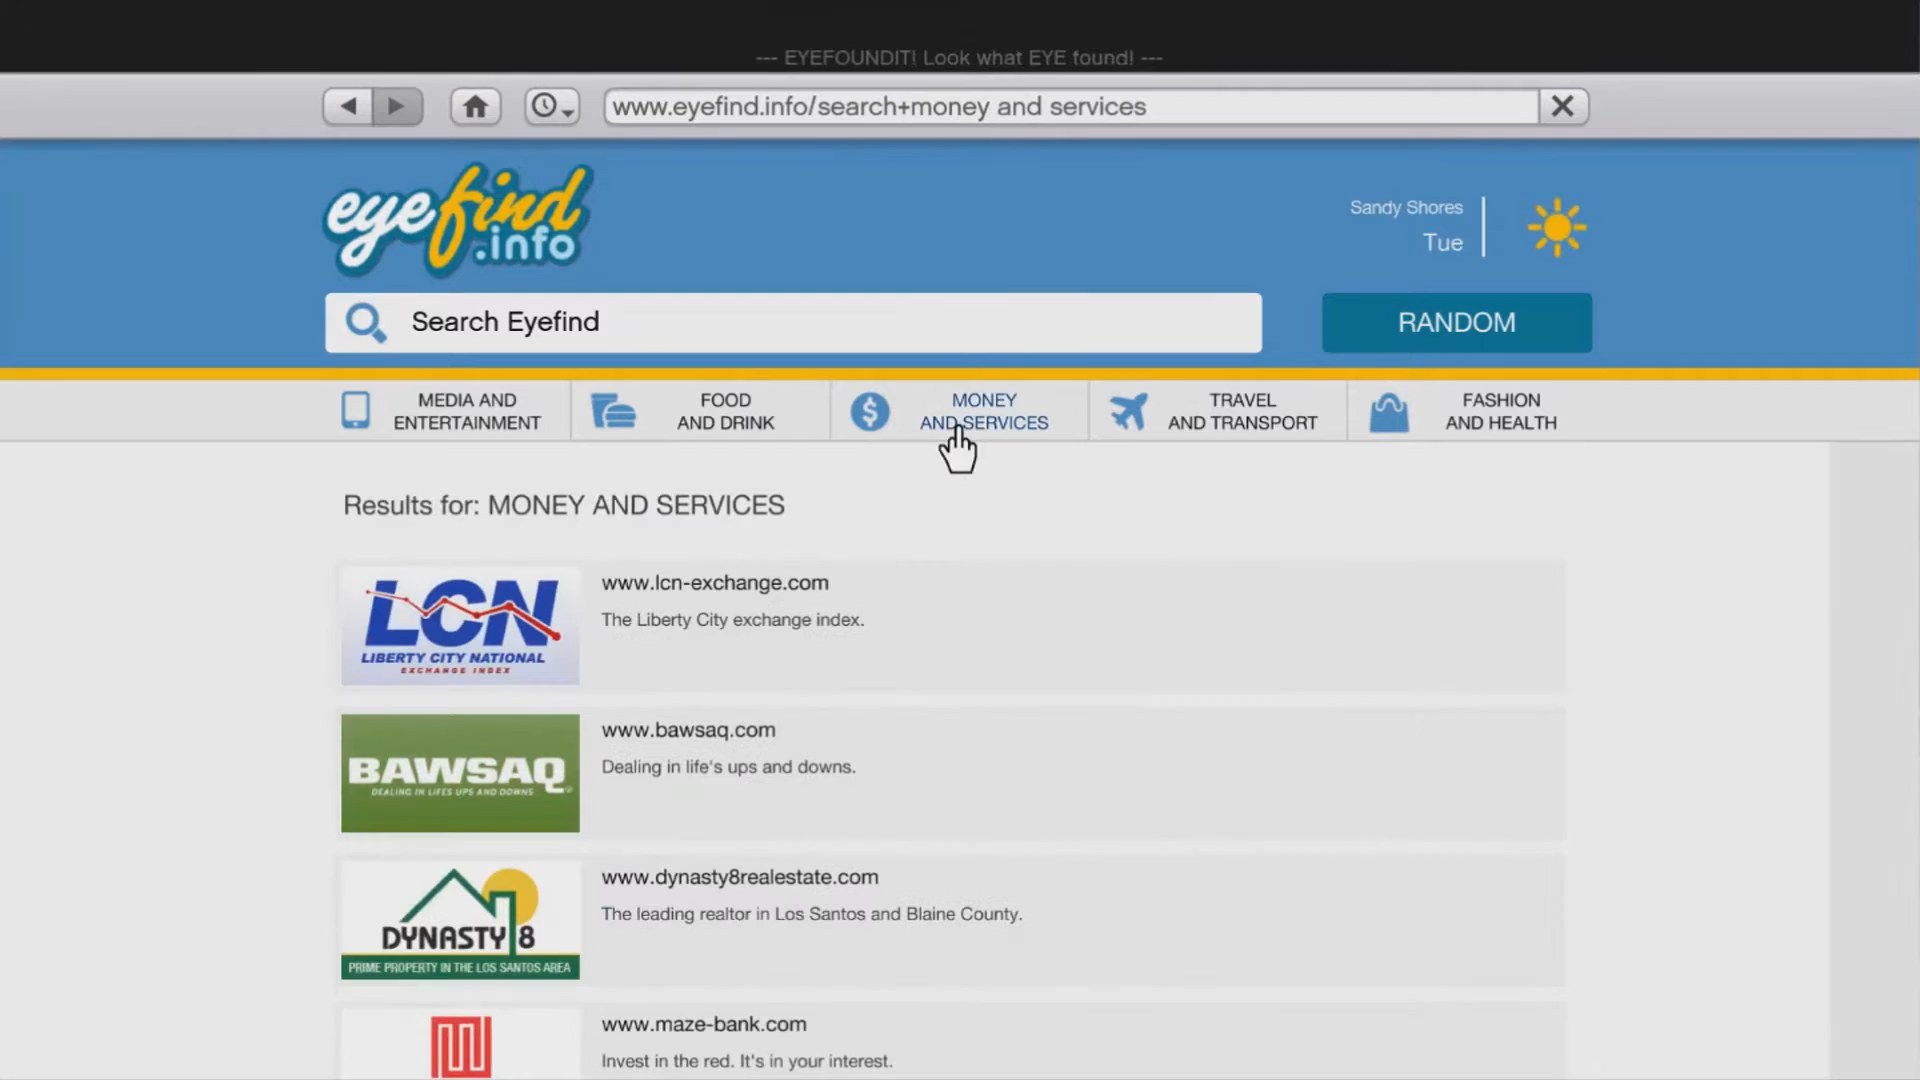 --- EYEFOUNDIT! Look what EYE found! ---
www.eyefind.info/search+money and services
eyefind
.info
Sandy Shores
Tue
Search Eyefind
RANDOM
MEDIA AND
ENTERTAINMENT
FOOD
AND DRINK
MONEY
AND SERVICES
TRAVEL
AND TRANSPORT
FASHION
AND HEALTH
Results for: MONEY AND SERVICES
LCN
LIBERTY CITY NATIONAL
EXCHANGE INDEX
www.lcn-exchange.com
The Liberty City exchange index.
BAWSAQ
DEALING IN LIFES UPS AND DOWNS
www.bawsaq.com
Dealing in life's ups and downs.
DYNASTY 8
PRIME PROPERTY IN THE LOS SANTOS AREA
www.dynasty8realestate.com
The leading realtor in Los Santos and Blaine County.
www.maze-bank.com
Invest in the red. It's in your interest.